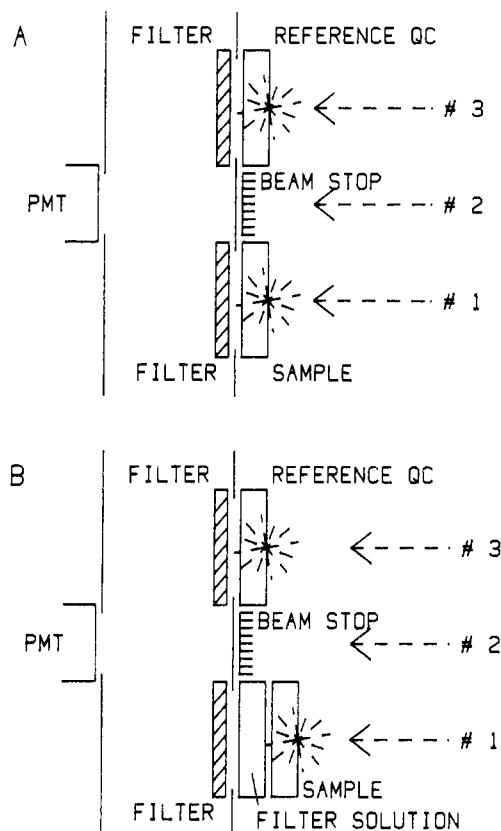 A
FILTER REFERENCE QC
# 3
BEAM STOP
PMT
# 2
# 1
FILTER SAMPLE
B
FILTER REFERENCE QC
# 3
BEAM STOP
PMT
# 2
# 1
SAMPLE
FILTER
FILTER SOLUTION